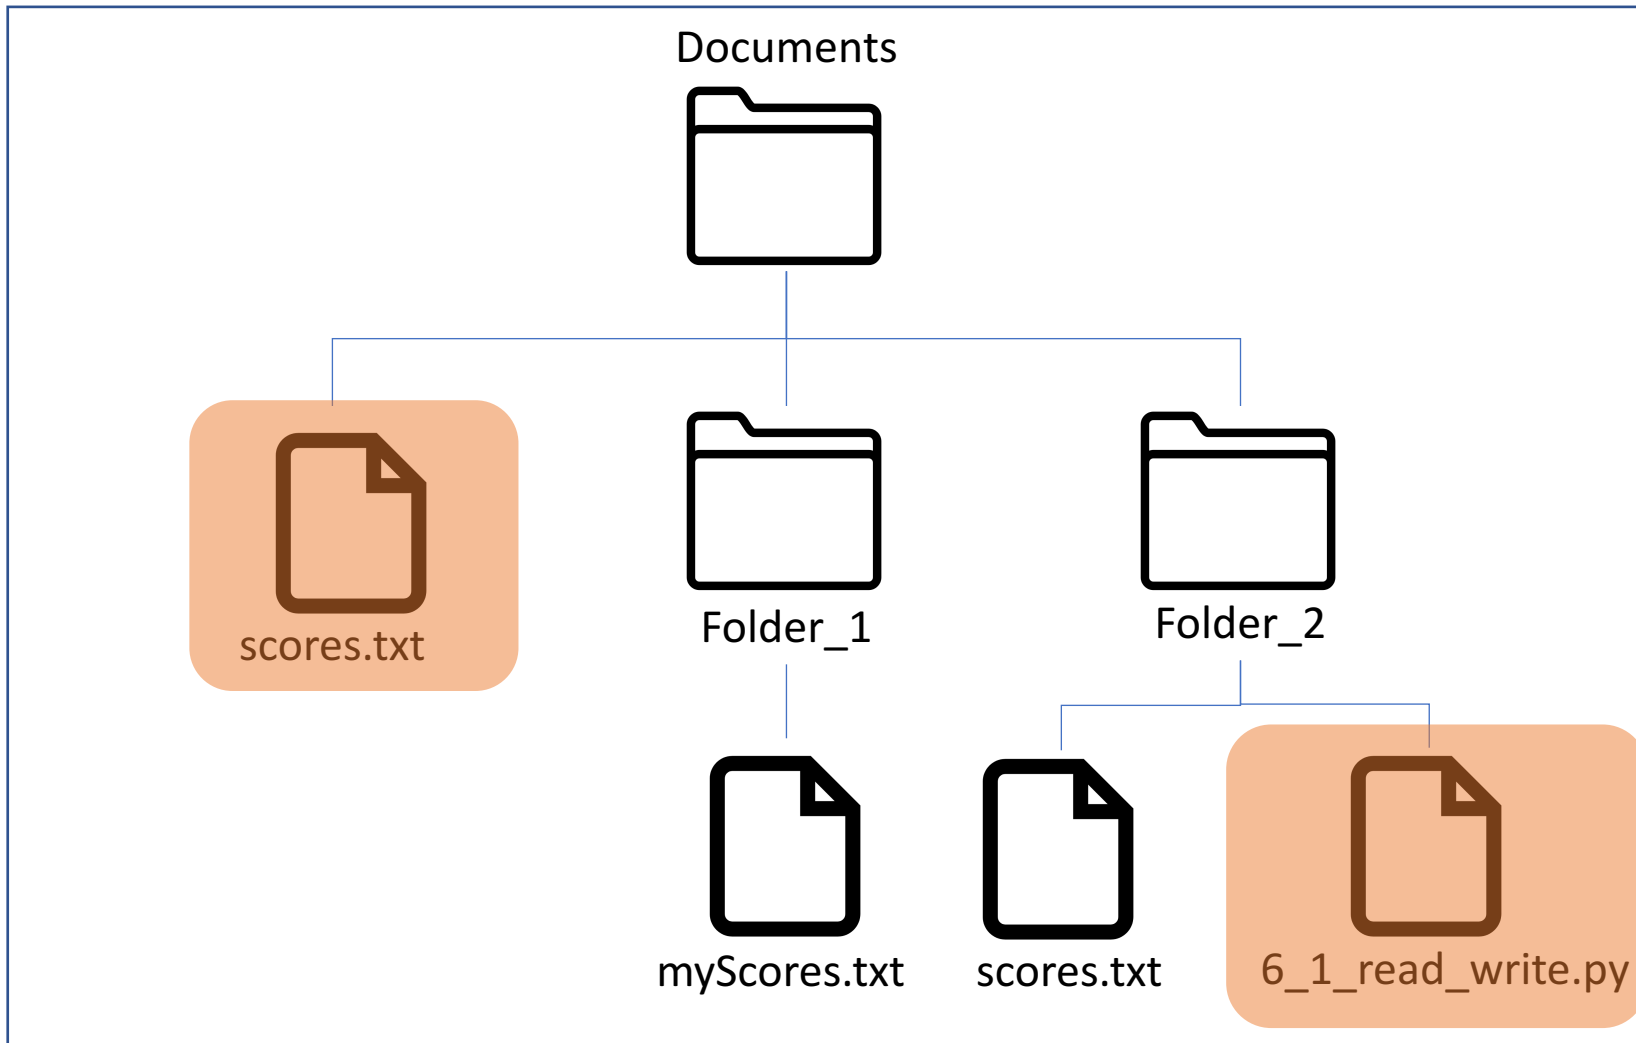 Documents
scores.txt
Folder_1
Folder_2
myScores.txt
scores.txt
6_1_read_write.py